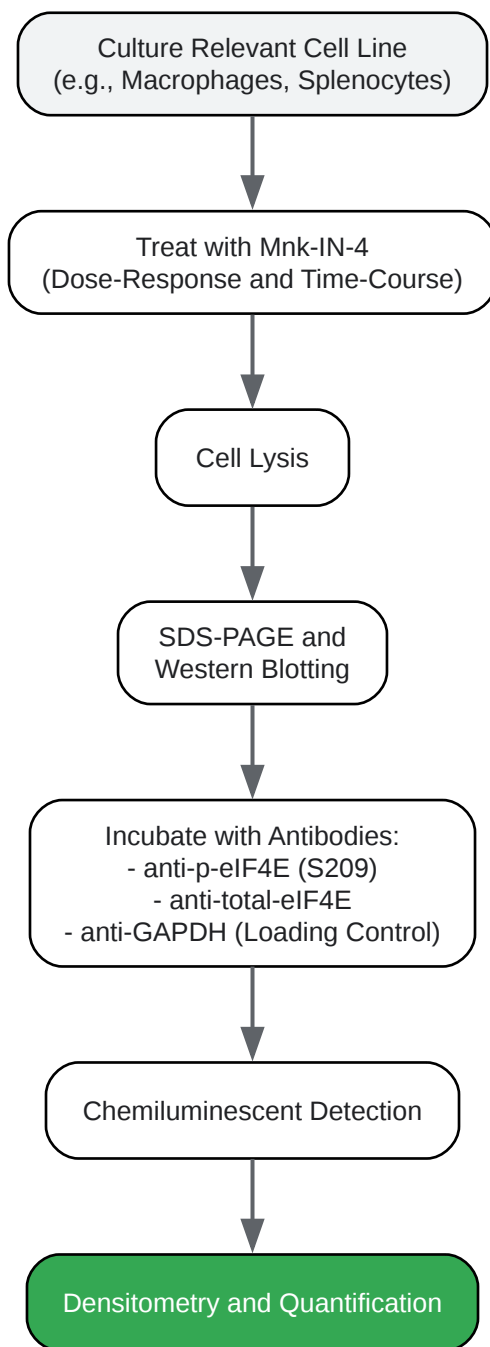 Culture Relevant Cell Line
(e.g., Macrophages, Splenocytes)
Treat with Mnk-IN-4
(Dose-Response and Time-Course)
Cell Lysis
SDS-PAGE and
Western Blotting
Incubate with Antibodies:
- anti-p-eIF4E (S209)
- anti-total-eIF4E
- anti-GAPDH (Loading Control)
Chemiluminescent Detection
Densitometry and Quantification